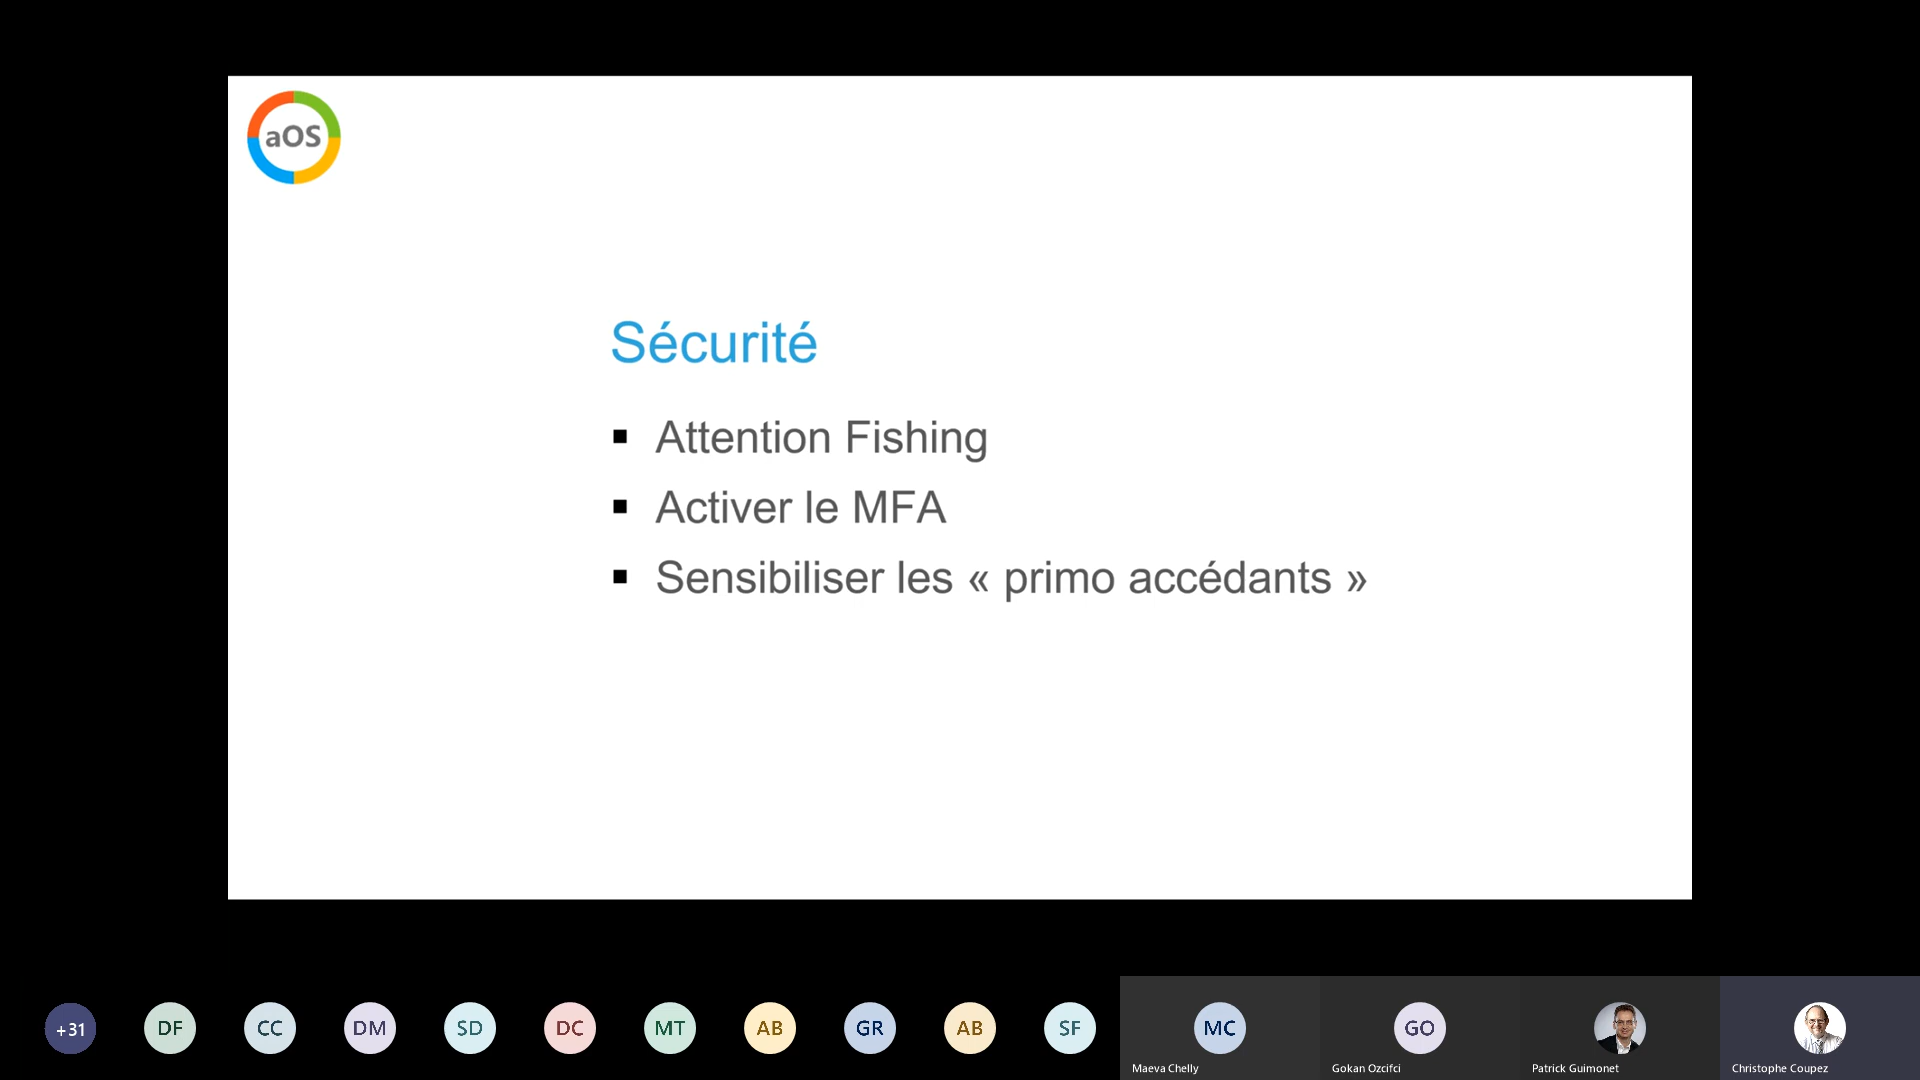 aOS
Sécurité
▪ Attention Fishing
▪ Activer le MFA
▪ Sensibiliser les « primo accédants »
+31 DF CC DM SD DC MT AB GR AB SF MC GO
Maeva Chelly Gokan Ozcifci Patrick Guimonet Christophe Coupez